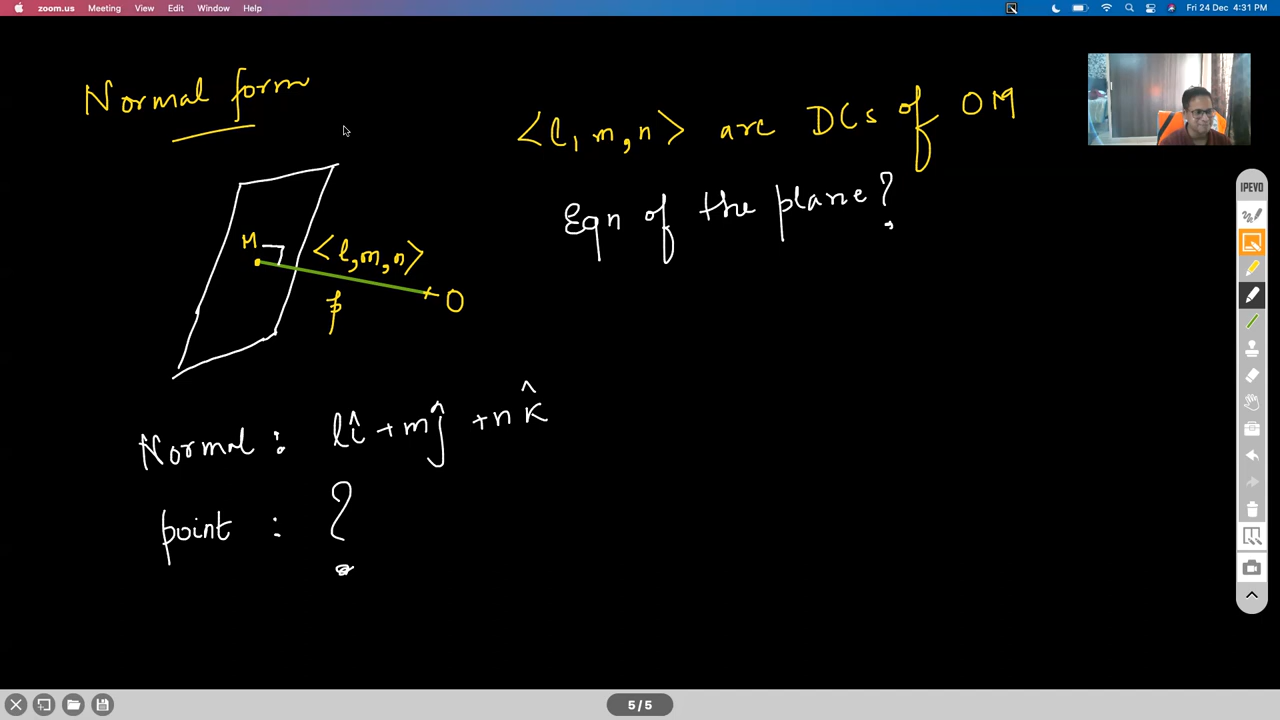 zoom.us Meeting View Edit Window Help Fri 24 Dec 4:31 PM
Normal form
<l, m, n> are DCs of OM
Eqn of the plane?
M
<l, m, n>
p
O
IPEVO
Normal : lî + mĵ + nk̂
point : ?
5/5